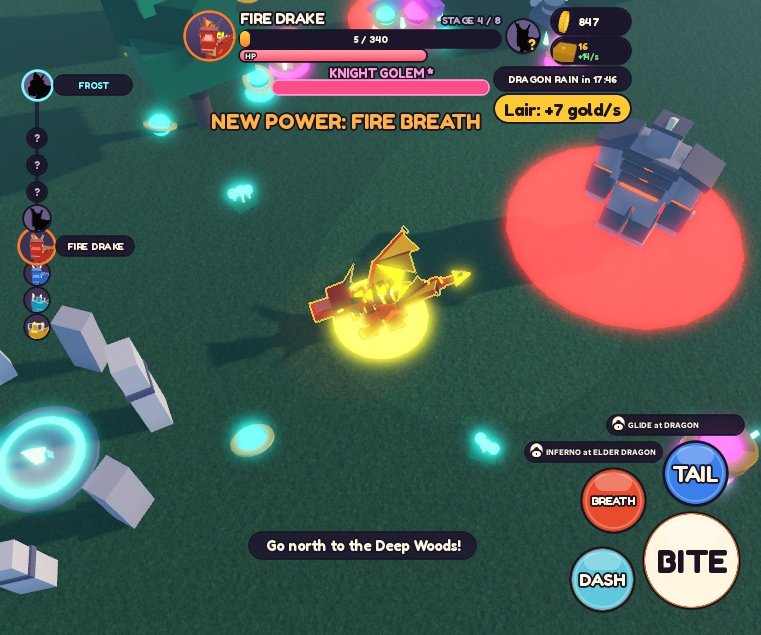 FIRE DRAKE
STAGE 4 / 8
5 / 340
HP
KNIGHT GOLEM *
847
16
+14/s
DRAGON RAIN in 17:46
Lair: +7 gold/s
NEW POWER: FIRE BREATH
FROST
?
?
?
?
FIRE DRAKE
GLIDE at DRAGON
INFERNO at ELDER DRAGON
TAIL
BREATH
BITE
DASH
Go north to the Deep Woods!